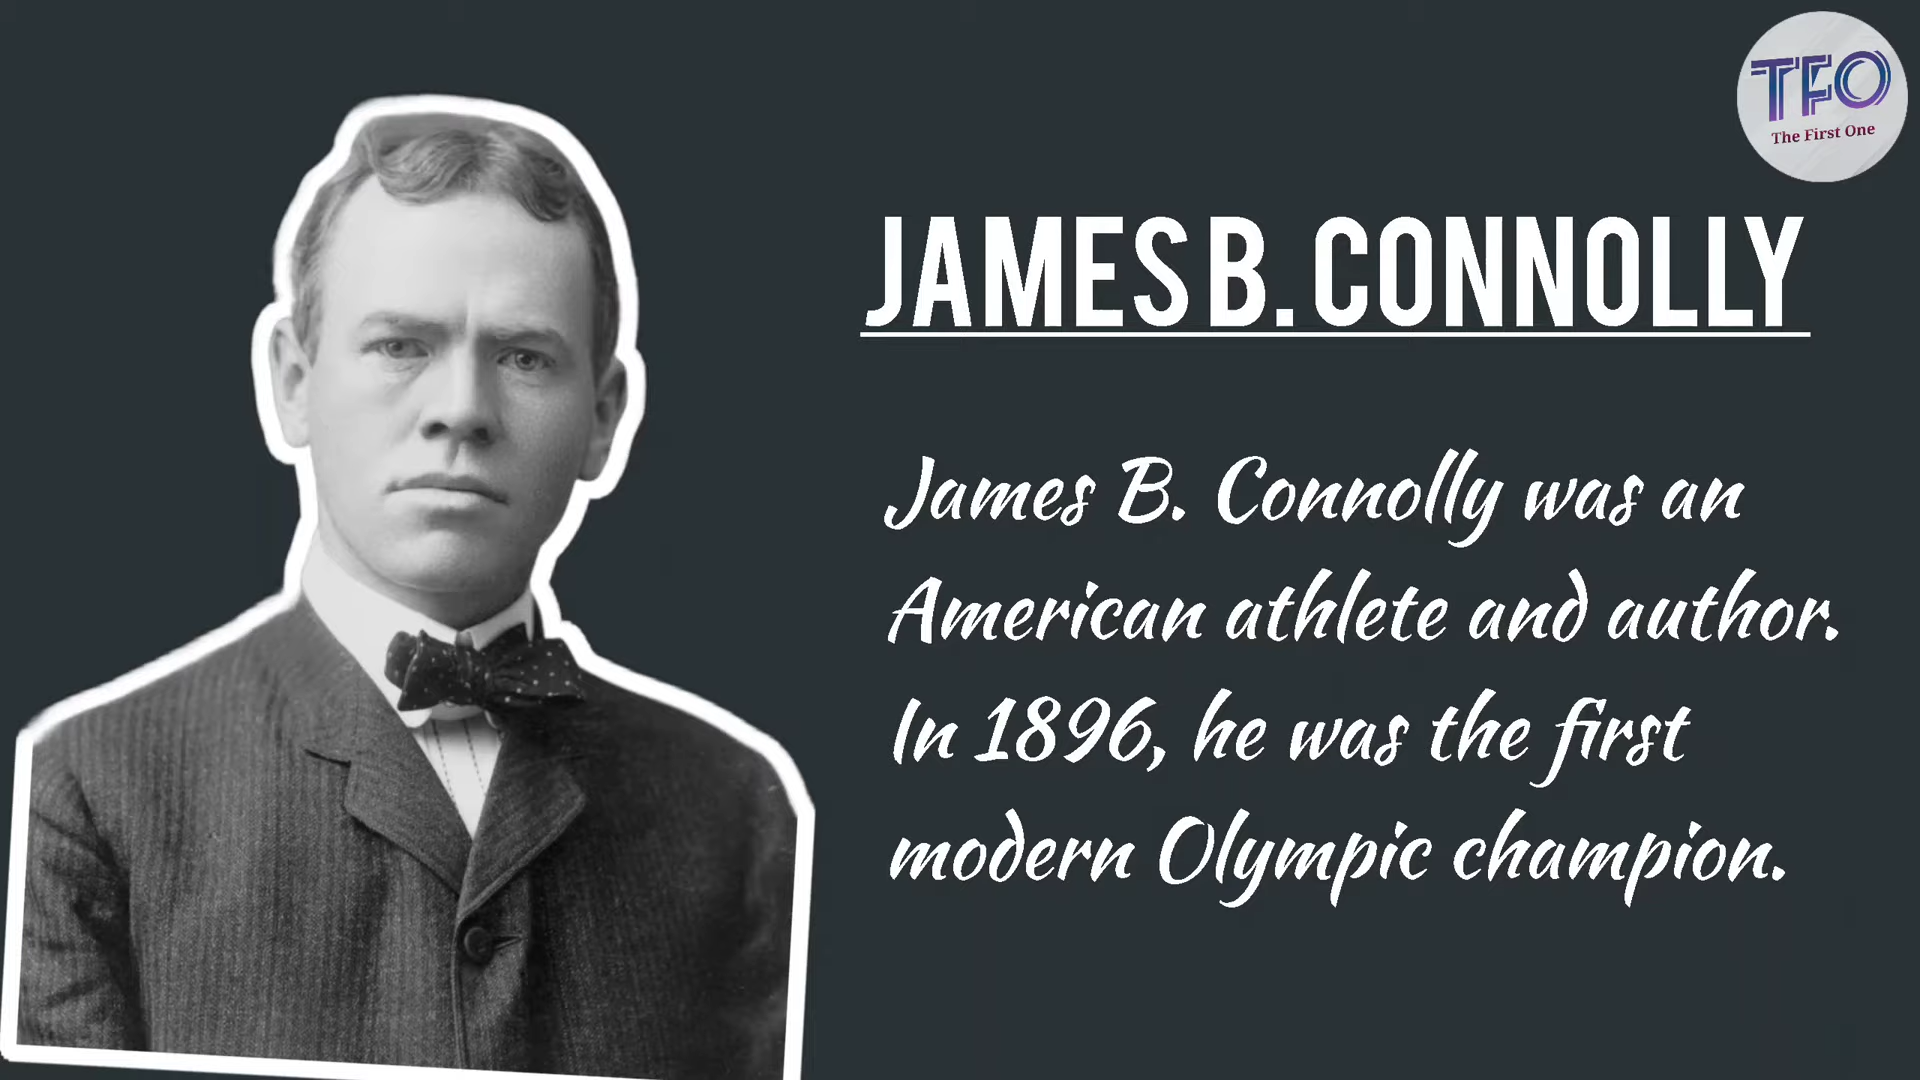 TFO
The First One
JAMES B. CONNOLLY
James B. Connolly was an
American athlete and author.
In 1896, he was the first
modern Olympic champion.